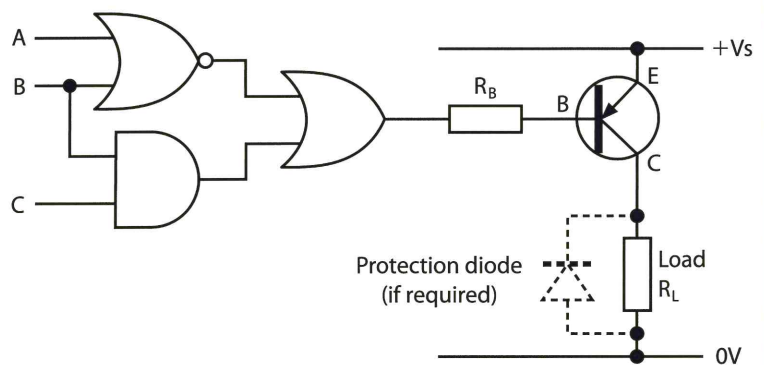 A
B
C
R_B
B
E
C
+Vs
Protection diode
(if required)
Load
R_L
0V